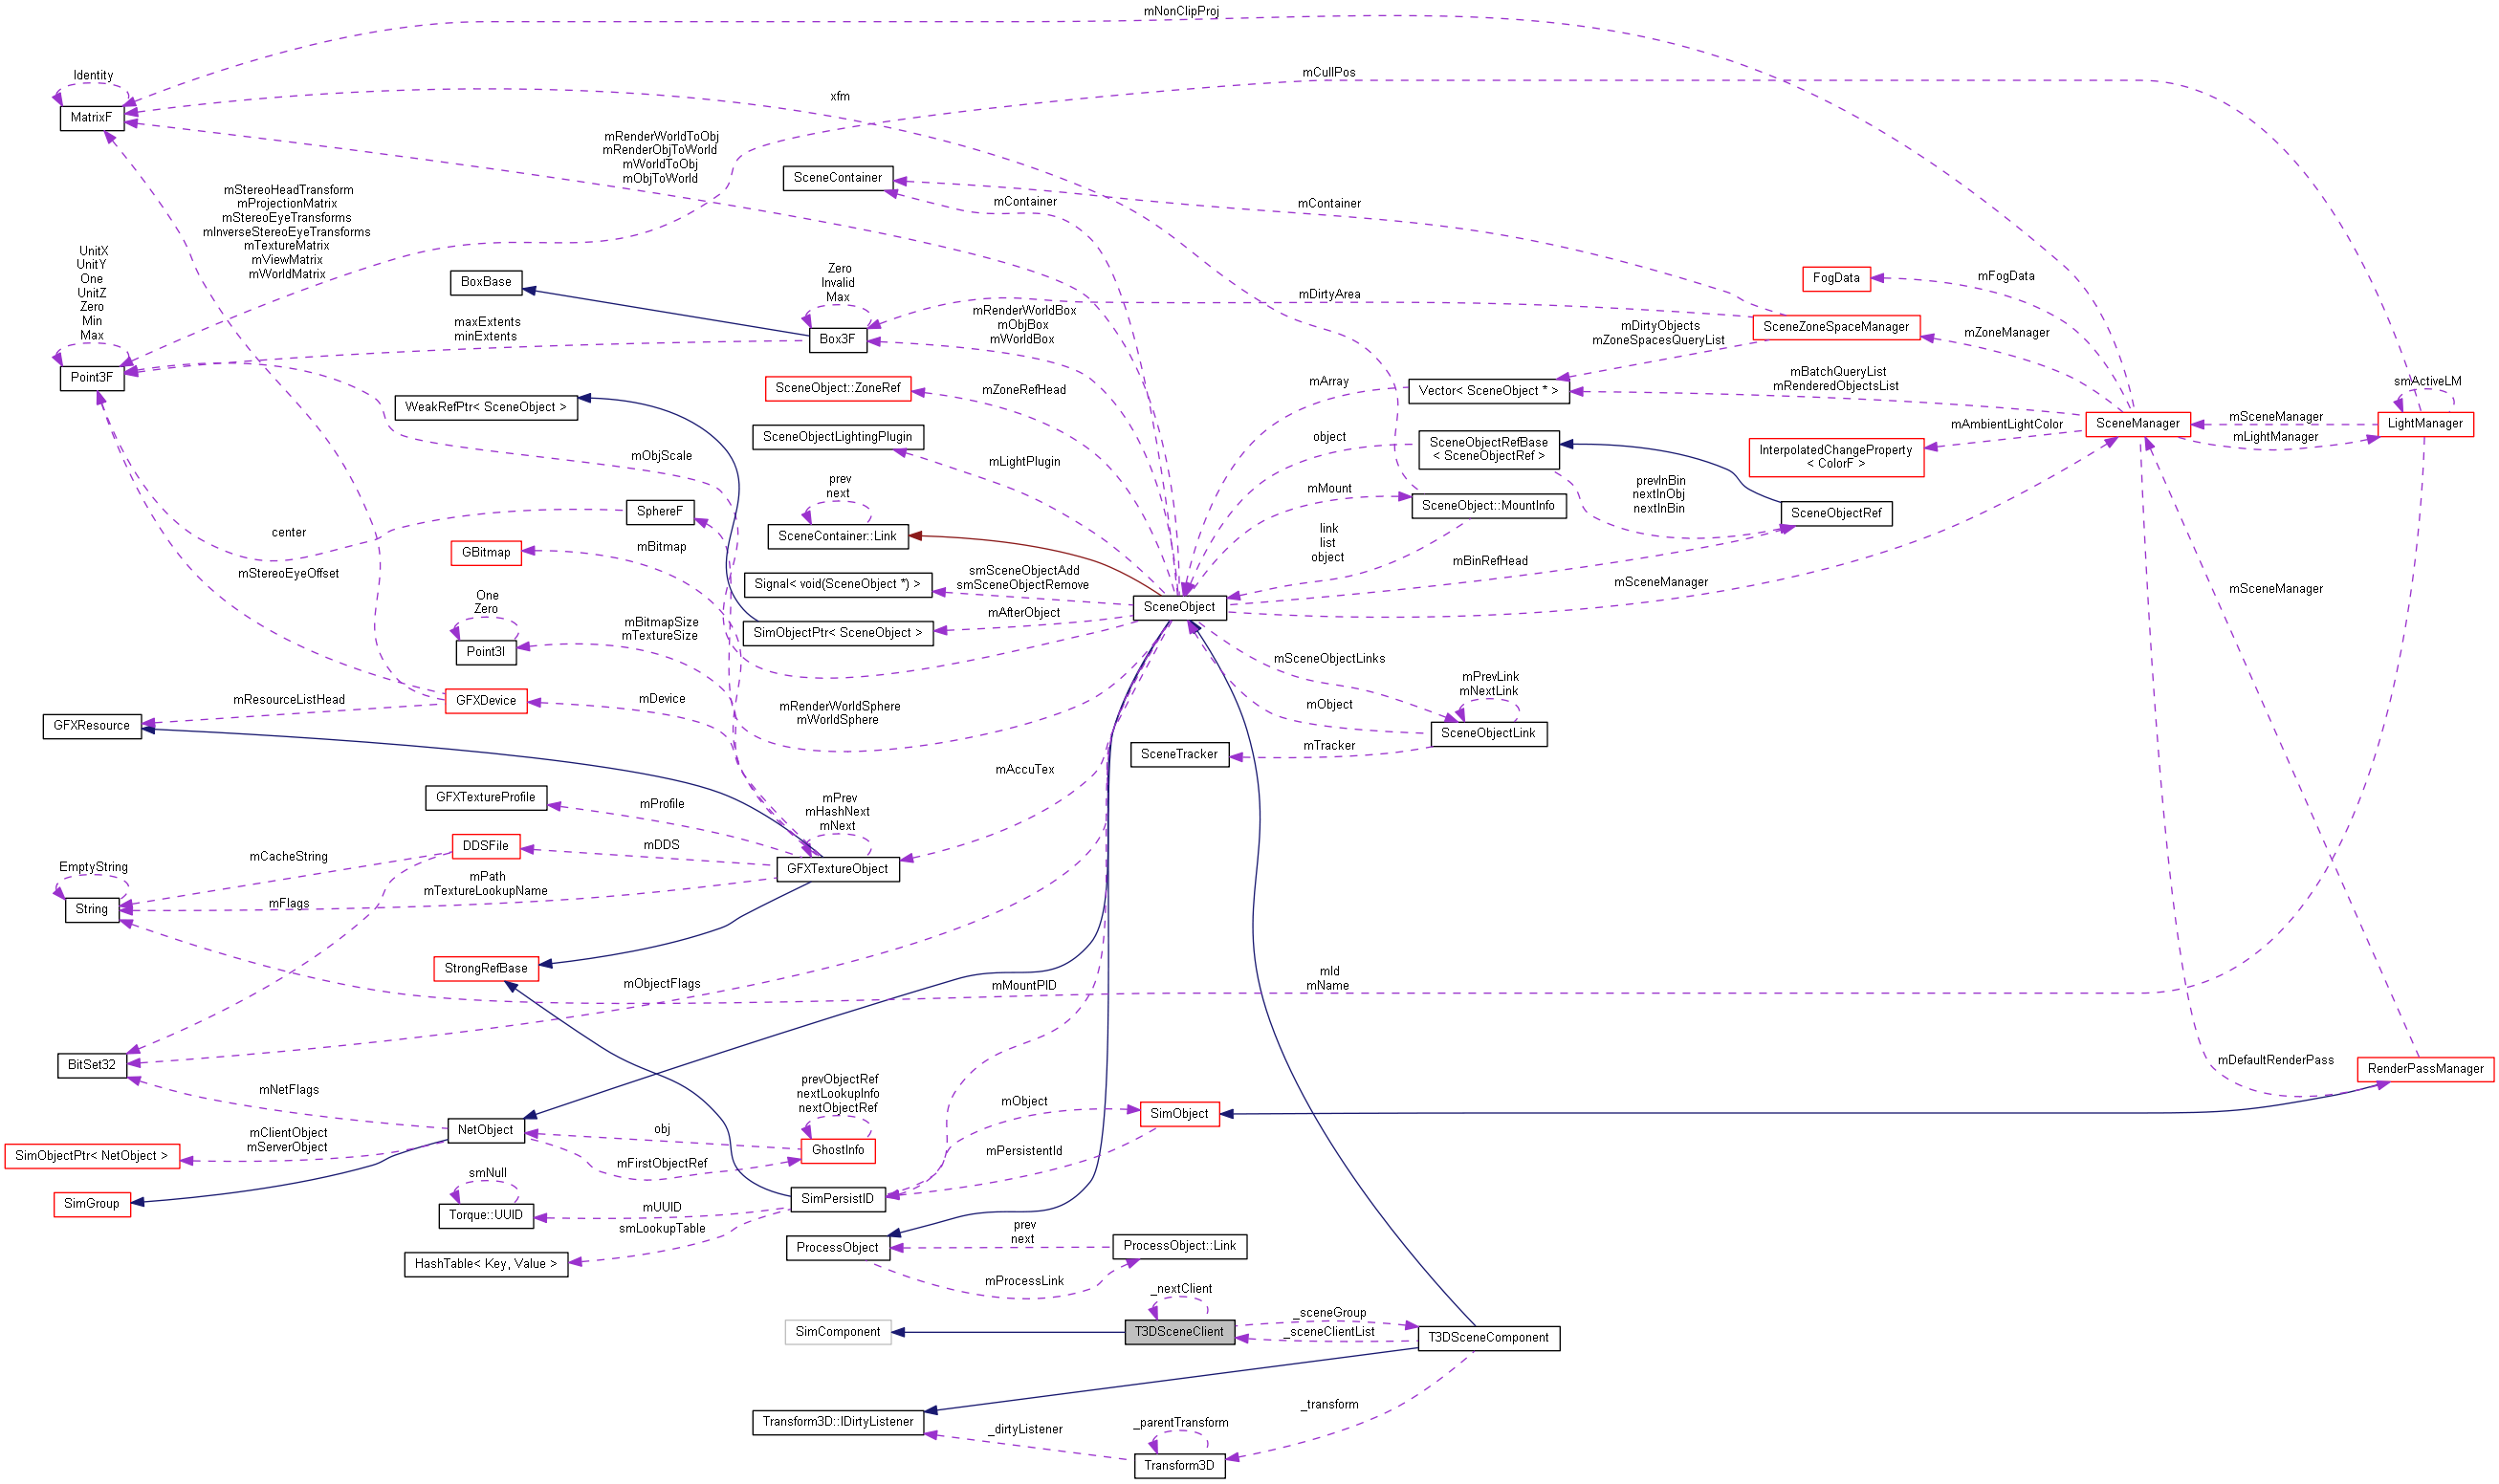 mNonClipProj
Identity
mCullPos
xfm
MatrixF
mRenderWorldToObj
mRenderObjToWorld
mWorldToObj
mObjToWorld
SceneContainer
mStereoHeadTransform
mProjectionMatrix
mStereoEyeTransforms
mInverseStereoEyeTransforms
mTextureMatrix
mViewMatrix
mWorldMatrix
mContainer
mContainer
UnitX
UnitY
One
UnitZ
Zero
Min
Max
BoxBase
Zero
Invalid
Max
FogData
mFogData
mDirtyArea
mRenderWorldBox
mObjBox
mWorldBox
SceneZoneSpaceManager
mZoneManager
maxExtents
minExtents
Box3F
mDirtyObjects
mZoneSpacesQueryList
Point3F
SceneObject::ZoneRef
mZoneRefHead
mArray
Vector< SceneObject * >
mBatchQueryList
mRenderedObjectsList
smActiveLM
WeakRefPtr< SceneObject >
mSceneManager
SceneManager
LightManager
mAmbientLightColor
mLightManager
SceneObjectLightingPlugin
object
SceneObjectRefBase
< SceneObjectRef >
InterpolatedChangeProperty
< ColorF >
mObjScale
mLightPlugin
prev
next
mMount
prevInBin
nextInObj
nextInBin
SphereF
SceneObject::MountInfo
SceneObjectRef
center
SceneContainer::Link
link
list
object
GBitmap
mBitmap
mBinRefHead
mStereoEyeOffset
Signal< void(SceneObject *) >
smSceneObjectAdd
smSceneObjectRemove
mSceneManager
mSceneManager
One
Zero
SceneObject
mAfterObject
mBitmapSize
mTextureSize
SimObjectPtr< SceneObject >
Point3I
mSceneObjectLinks
mPrevLink
mNextLink
mResourceListHead
GFXDevice
mDevice
mRenderWorldSphere
mWorldSphere
mObject
GFXResource
SceneObjectLink
SceneTracker
mTracker
mAccuTex
GFXTextureProfile
mProfile
mPrev
mHashNext
mNext
DDSFile
mDDS
mCacheString
EmptyString
GFXTextureObject
mPath
mTextureLookupName
String
mFlags
StrongRefBase
mObjectFlags
mMountPID
mId
mName
BitSet32
mDefaultRenderPass
RenderPassManager
mNetFlags
prevObjectRef
nextLookupInfo
nextObjectRef
mObject
SimObject
NetObject
obj
mClientObject
mServerObject
SimObjectPtr< NetObject >
GhostInfo
mPersistentId
mFirstObjectRef
smNull
SimGroup
SimPersistID
mUUID
Torque::UUID
smLookupTable
prev
next
ProcessObject
ProcessObject::Link
HashTable< Key, Value >
mProcessLink
_nextClient
_sceneGroup
SimComponent
T3DSceneClient
_sceneClientList
T3DSceneComponent
_transform
Transform3D::IDirtyListener
_parentTransform
_dirtyListener
Transform3D